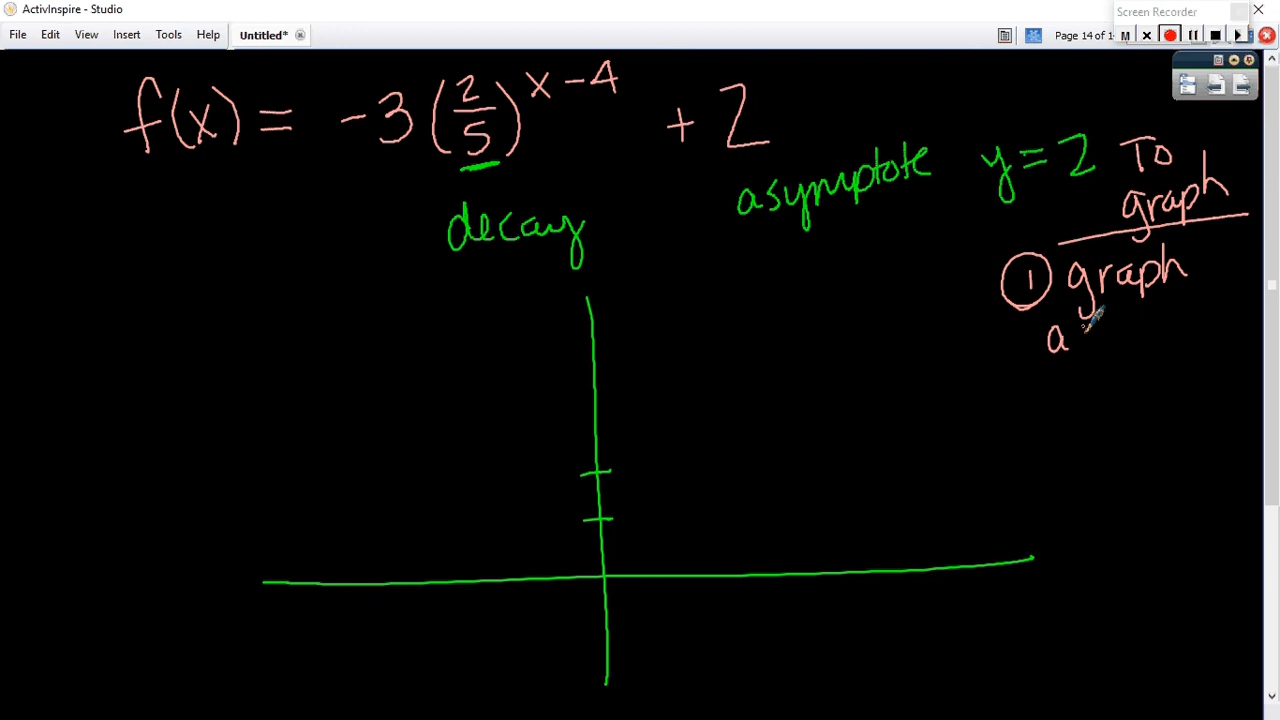 ActivInspire - Studio
Screen Recorder
File Edit View Insert Tools Help Untitled*
M
f(x) = -3(2/5)^(x-4) + 2
asymptote y=2
decay
To
graph
① graph
a